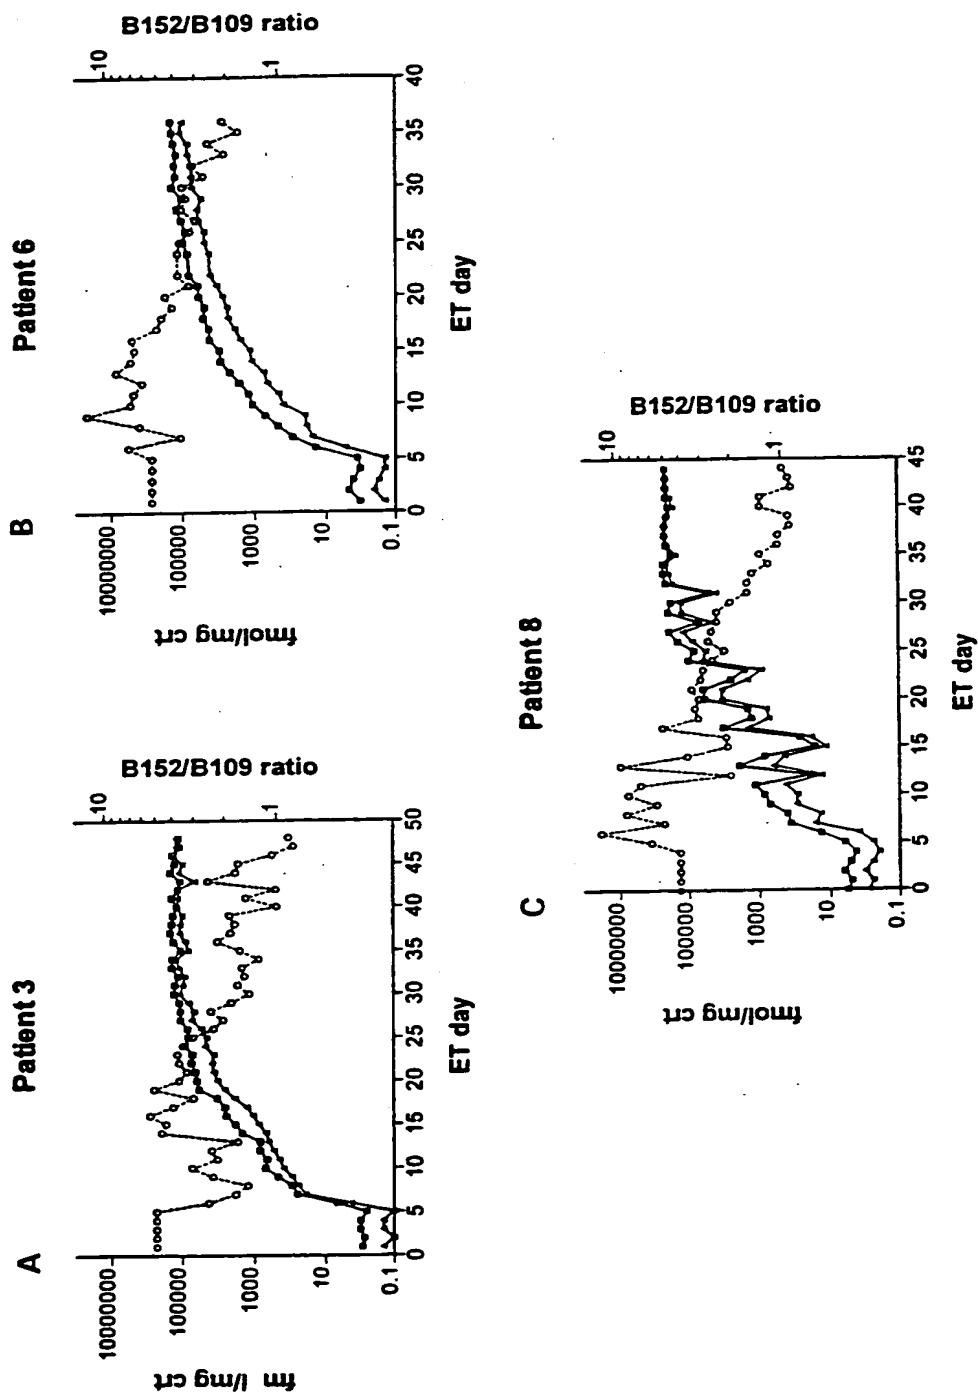 A
Patient 3
fm l/mg crt
10000000
100000
1000
10
0.1
0 5 10 15 20 25 30 35 40 45 50
ET day
10
1
B152/B109 ratio
B
Patient 6
fmol/mg crt
10000000
100000
1000
10
0.1
0 5 10 15 20 25 30 35 40
ET day
10
1
B152/B109 ratio
C
Patient 8
fmol/mg crt
10000000
100000
1000
10
0.1
0 5 10 15 20 25 30 35 40 45
ET day
10
1
B152/B109 ratio